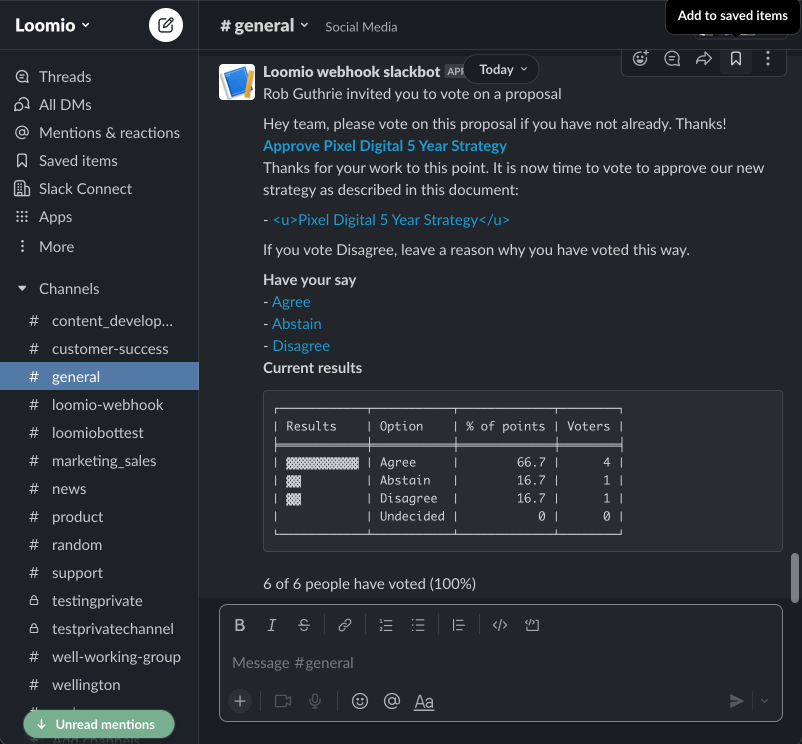 Loomio
Threads
All DMs
Mentions & reactions
Saved items
Slack Connect
Apps
More
Channels
# content_develop...
# customer-success
# general
# loomio-webhook
# loomiobottest
# marketing_sales
# news
# product
# random
# support
testingprivate
testprivatechannel
# well-working-group
# wellington
Unread mentions
# general Social Media
Add to saved items
Today
Loomio webhook slackbot
Rob Guthrie invited you to vote on a proposal
Hey team, please vote on this proposal if you have not already. Thanks!
Approve Pixel Digital 5 Year Strategy
Thanks for your work to this point. It is now time to vote to approve our new
strategy as described in this document:
- <u>Pixel Digital 5 Year Strategy</u>
If you vote Disagree, leave a reason why you have voted this way.
Have your say
- Agree
- Abstain
- Disagree
Current results
| Results | Option | % of points | Voters |
| Agree | 66.7 | 4 |
| Abstain | 16.7 | 1 |
| Disagree | 16.7 | 1 |
| Undecided | 0 | 0 |
6 of 6 people have voted (100%)
B I S
Message #general
+ @ Aa